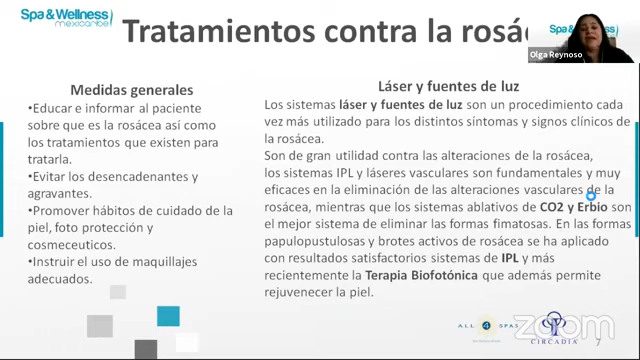 Spa & Wellness
mexicaribe
Tratamientos contra la rosác
Spa & Wellness
mexicaribe
Olga Reynoso
Medidas generales
•Educar e informar al paciente
sobre que es la rosácea así como
los tratamientos que existen para
tratarla.
•Evitar los desencadenantes y
agravantes.
•Promover hábitos de cuidado de la
piel, foto protección y
cosmeceuticos.
•Instruir el uso de maquillajes
adecuados.
Láser y fuentes de luz
Los sistemas láser y fuentes de luz son un procedimiento cada
vez más utilizado para los distintos síntomas y signos clínicos de
la rosácea.
Son de gran utilidad contra las alteraciones de la rosácea,
los sistemas IPL y láseres vasculares son fundamentales y muy
eficaces en la eliminación de las alteraciones vasculares de la
rosácea, mientras que los sistemas ablativos de CO2 y Erbio son
el mejor sistema de eliminar las formas fimatosas. En las formas
papulopustulosas y brotes activos de rosácea se ha aplicado
con resultados satisfactorios sistemas de IPL y más
recientemente la Terapia Biofotónica que además permite
rejuvenecer la piel.
ALL 4 SPAS
CIRCADIA
zoom
7